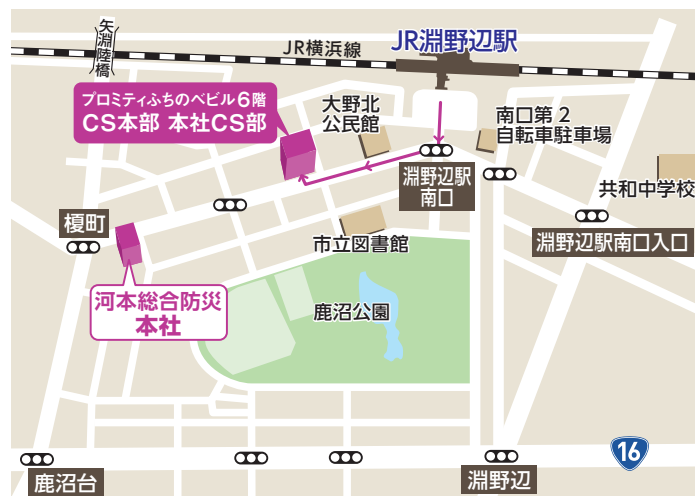 矢淵陸橋
JR横浜線
JR淵野辺駅
プロミティふちのべビル6階
CS本部 本社CS部
大野北
公民館
南口第2
自転車駐車場
淵野辺駅
南口
共和中学校
榎町
市立図書館
淵野辺駅南口入口
河本総合防災
本社
鹿沼公園
16
鹿沼台
淵野辺